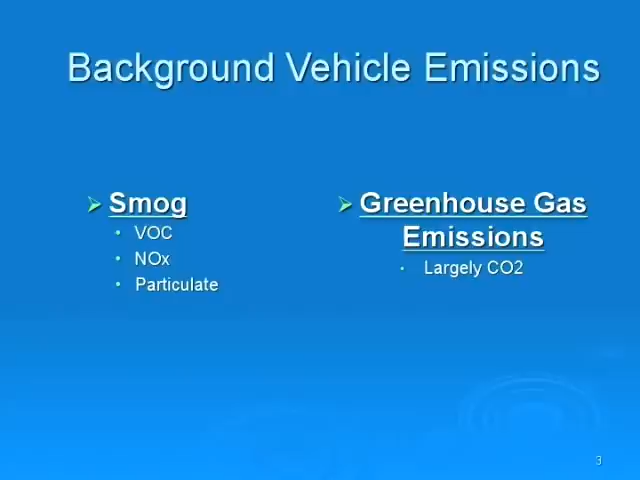 Background Vehicle Emissions
Smog
• VOC
• NOx
• Particulate
Greenhouse Gas
Emissions
• Largely CO2
3